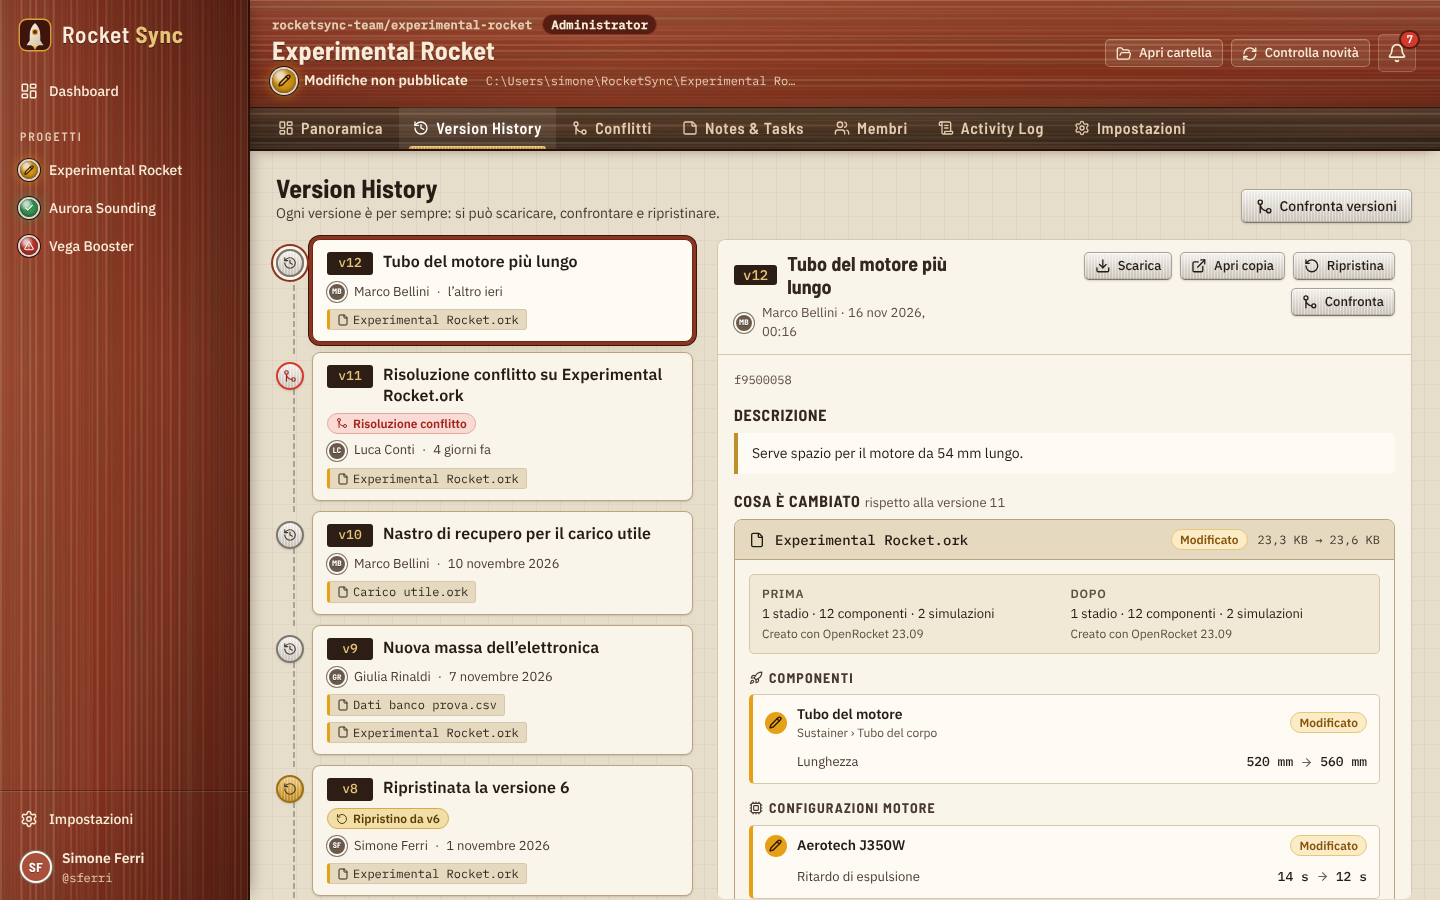 Rocket Sync
Dashboard
PROGETTI
Experimental Rocket
Aurora Sounding
Vega Booster
Impostazioni
SF
Simone Ferri
@sferri
rocketsync-team/experimental-rocket Administrator
Experimental Rocket
Modifiche non pubblicate C:\Users\simone\RocketSync\Experimental Ro…
Apri cartella
Controlla novità
7
Panoramica
Version History
Conflitti
Notes & Tasks
Membri
Activity Log
Impostazioni
Version History
Ogni versione è per sempre: si può scaricare, confrontare e ripristinare.
Confronta versioni
v12 Tubo del motore più lungo
MB Marco Bellini · l’altro ieri
Experimental Rocket.ork
v11 Risoluzione conflitto su Experimental
Rocket.ork
Risoluzione conflitto
LC Luca Conti · 4 giorni fa
Experimental Rocket.ork
v10 Nastro di recupero per il carico utile
MB Marco Bellini · 10 novembre 2026
Carico utile.ork
v9 Nuova massa dell’elettronica
GR Giulia Rinaldi · 7 novembre 2026
Dati banco prova.csv
Experimental Rocket.ork
v8 Ripristinata la versione 6
Ripristino da v6
SF Simone Ferri · 1 novembre 2026
Experimental Rocket.ork
v12 Tubo del motore più
lungo
MB Marco Bellini · 16 nov 2026,
00:16
Scarica
Apri copia
Ripristina
Confronta
f9500058
DESCRIZIONE
Serve spazio per il motore da 54 mm lungo.
COSA È CAMBIATO rispetto alla versione 11
Experimental Rocket.ork Modificato 23,3 KB → 23,6 KB
PRIMA
1 stadio · 12 componenti · 2 simulazioni
Creato con OpenRocket 23.09
DOPO
1 stadio · 12 componenti · 2 simulazioni
Creato con OpenRocket 23.09
COMPONENTI
Tubo del motore Modificato
Sustainer › Tubo del corpo
Lunghezza 520 mm → 560 mm
CONFIGURAZIONI MOTORE
Aerotech J350W Modificato
Ritardo di espulsione 14 s → 12 s